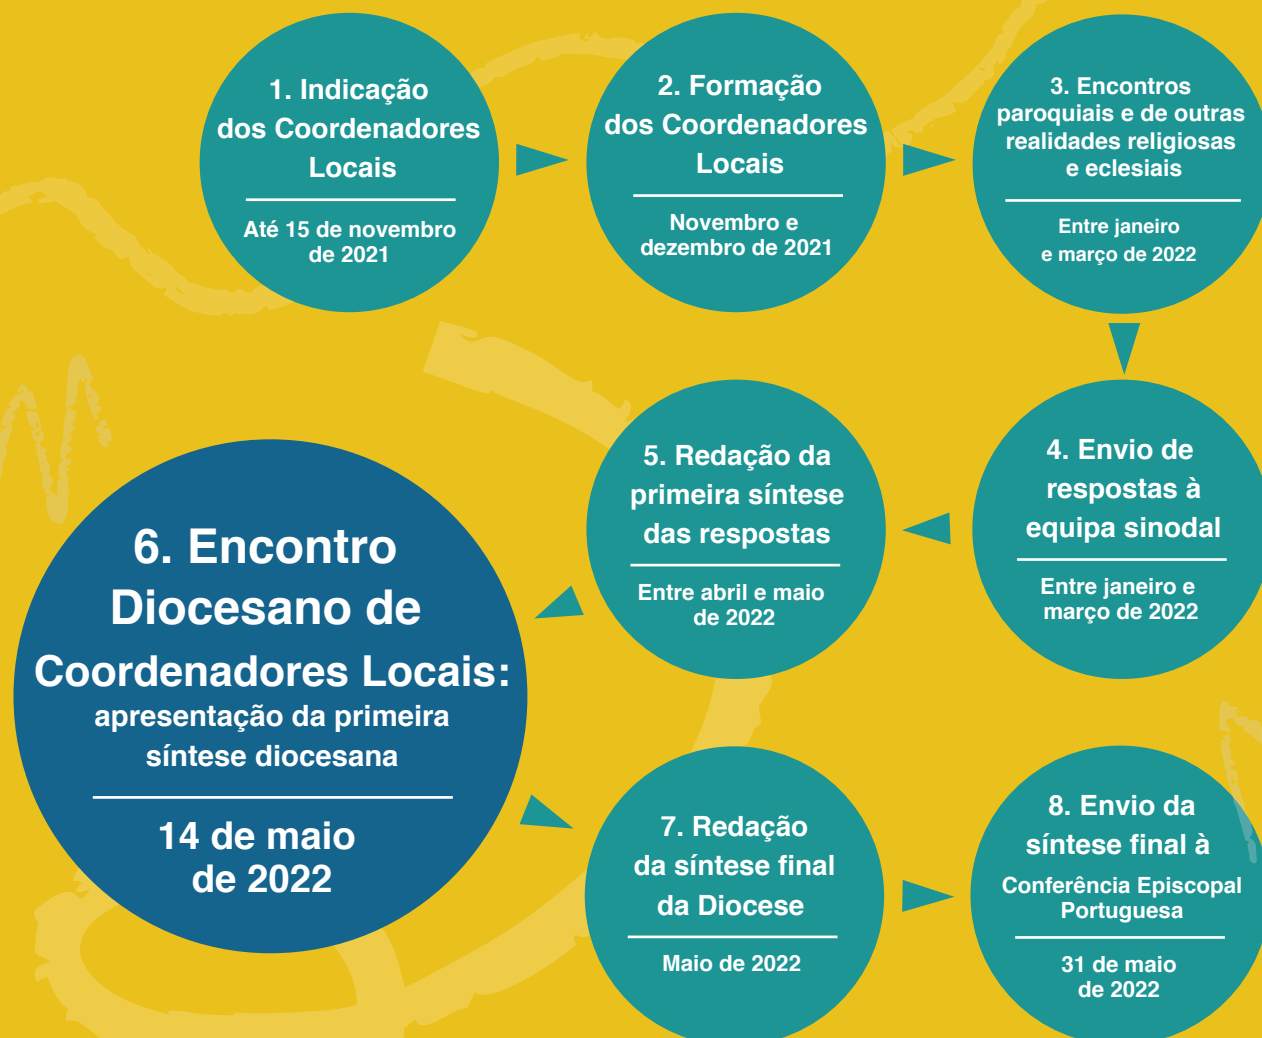 1. Indicação
dos Coordenadores
Locais
Até 15 de novembro
de 2021
2. Formação
dos Coordenadores
Locais
Novembro e
dezembro de 2021
3. Encontros
paroquiais e de outras
realidades religiosas
e eclesiais
Entre janeiro
e março de 2022
4. Envio de
respostas à
equipa sinodal
Entre janeiro e
março de 2022
5. Redação da
primeira síntese
das respostas
Entre abril e maio
de 2022
6. Encontro
Diocesano de
Coordenadores Locais:
apresentação da primeira
síntese diocesana
14 de maio
de 2022
7. Redação
da síntese final
da Diocese
Maio de 2022
8. Envio da
síntese final à
Conferência Episcopal
Portuguesa
31 de maio
de 2022